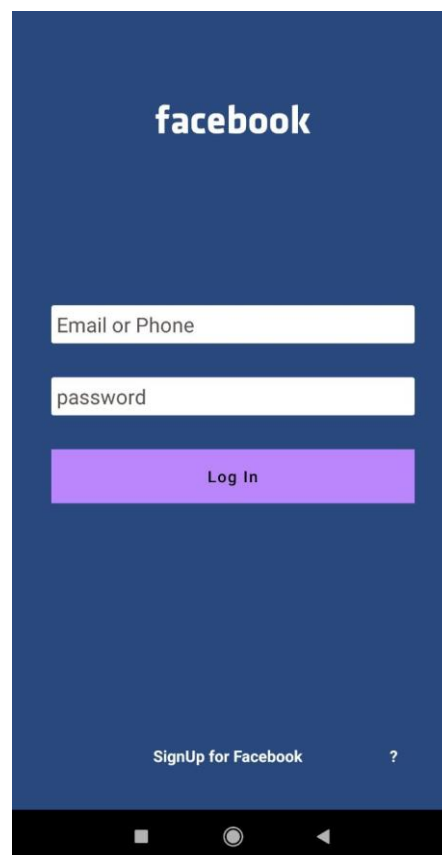 facebook
Email or Phone
password
Log In
SignUp for Facebook ?